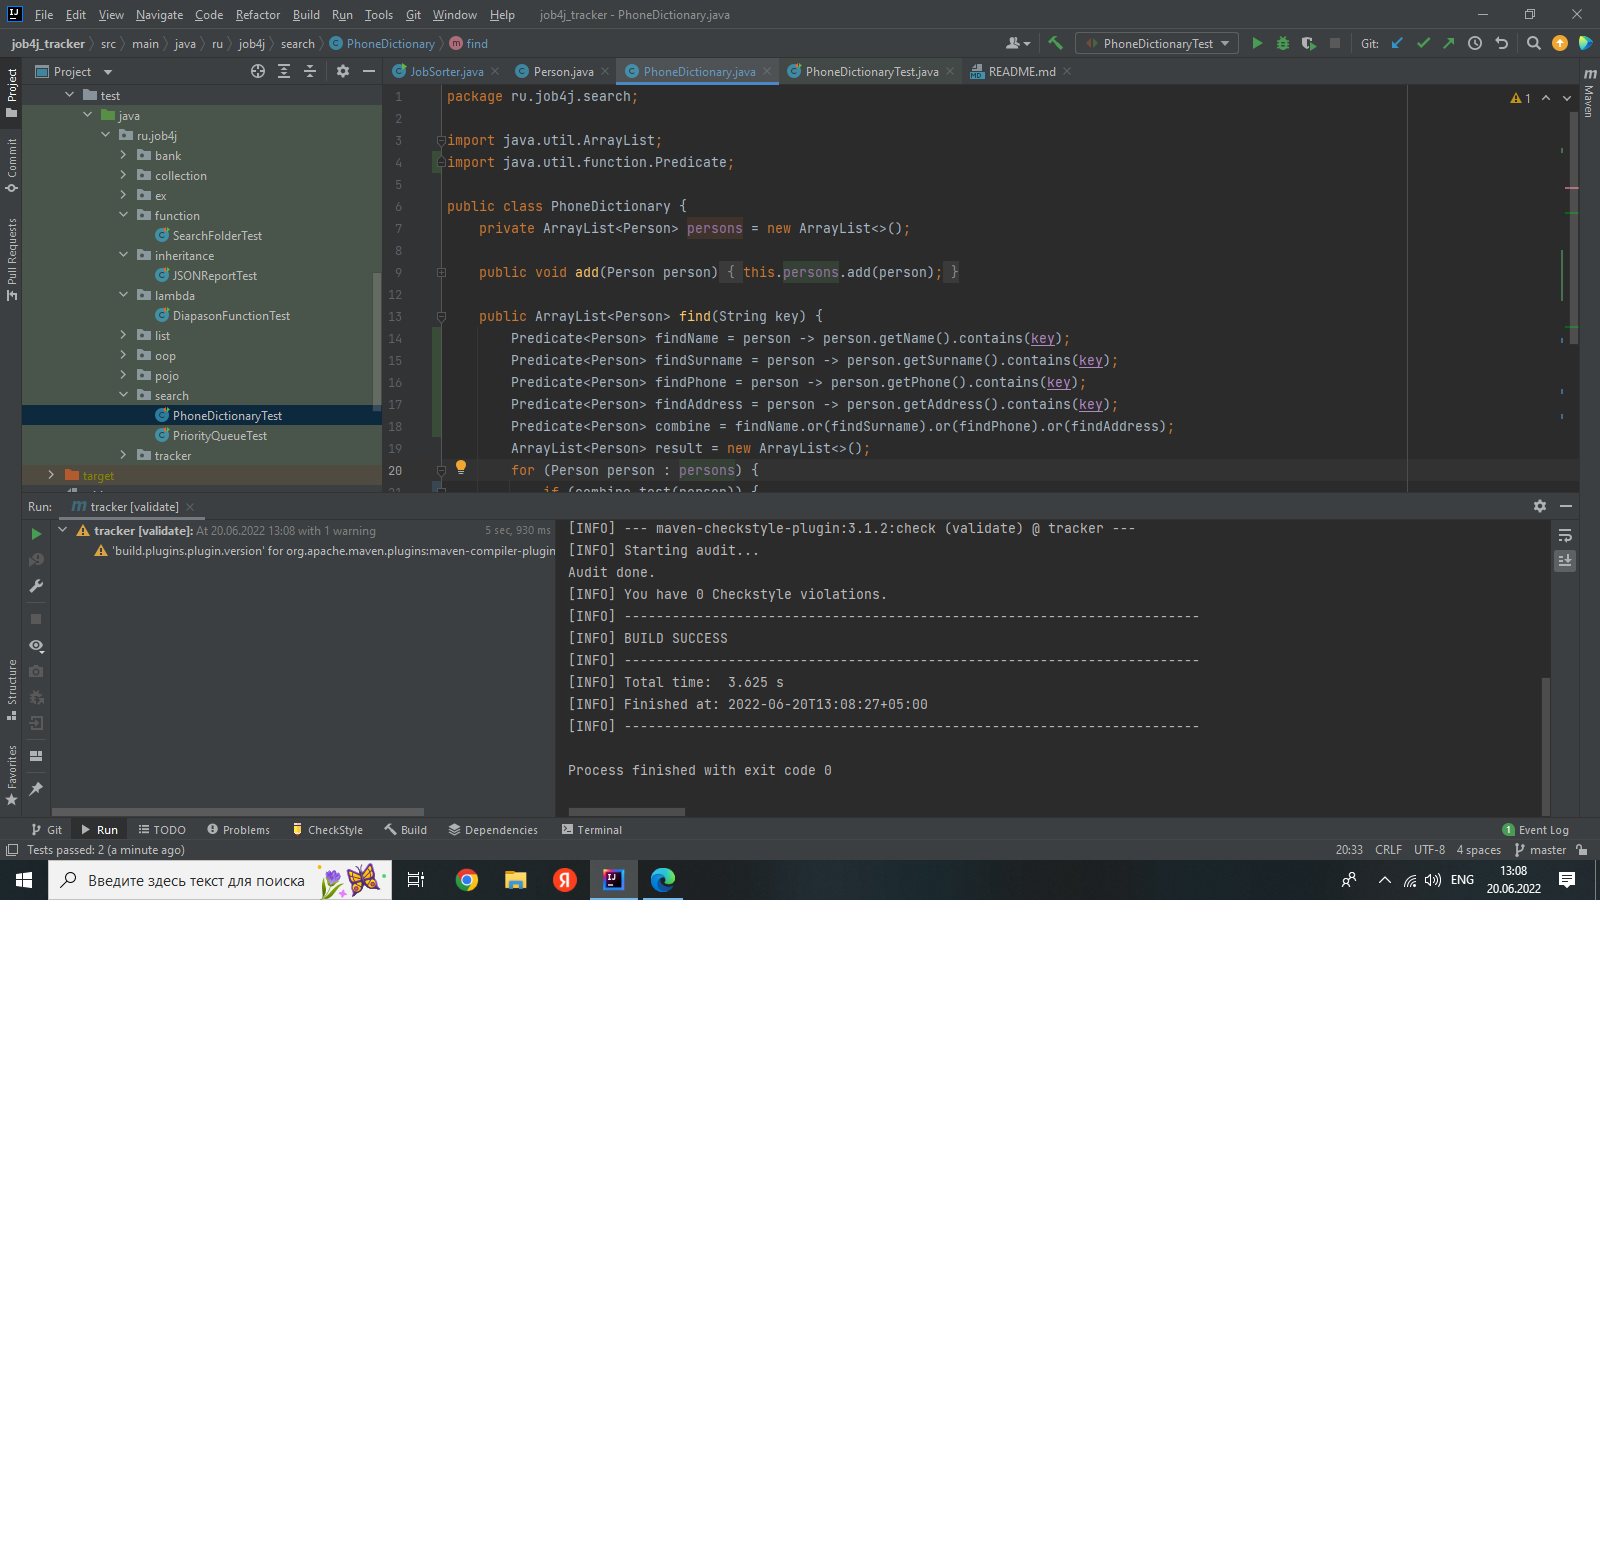 File Edit View Navigate Code Refactor Build Run Tools Git Window Help job4j_tracker - PhoneDictionary.java
job4j_tracker src main java ru job4j search PhoneDictionary find
PhoneDictionaryTest Git:
Project
JobSorter.java Person.java PhoneDictionary.java PhoneDictionaryTest.java README.md
Project
Commit
Pull Requests
Structure
Favorites
Maven
test
java
ru.job4j
bank
collection
ex
function
SearchFolderTest
inheritance
JSONReportTest
lambda
DiapasonFunctionTest
list
oop
pojo
search
PhoneDictionaryTest
PriorityQueueTest
tracker
target
1 package ru.job4j.search;
1
2
3 import java.util.ArrayList;
4 import java.util.function.Predicate;
5
6 public class PhoneDictionary {
7 private ArrayList<Person> persons = new ArrayList<>();
8
9 public void add(Person person) { this.persons.add(person); }
12
13 public ArrayList<Person> find(String key) {
14 Predicate<Person> findName = person -> person.getName().contains(key);
15 Predicate<Person> findSurname = person -> person.getSurname().contains(key);
16 Predicate<Person> findPhone = person -> person.getPhone().contains(key);
17 Predicate<Person> findAddress = person -> person.getAddress().contains(key);
18 Predicate<Person> combine = findName.or(findSurname).or(findPhone).or(findAddress);
19 ArrayList<Person> result = new ArrayList<>();
20 for (Person person : persons) {
21 if (combine.test(person)) {
Run: tracker [validate]
tracker [validate]: At 20.06.2022 13:08 with 1 warning 5 sec, 930 ms
'build.plugins.plugin.version' for org.apache.maven.plugins:maven-compiler-plugin
[INFO] --- maven-checkstyle-plugin:3.1.2:check (validate) @ tracker ---
[INFO] Starting audit...
Audit done.
[INFO] You have 0 Checkstyle violations.
[INFO] ------------------------------------------------------------------------
[INFO] BUILD SUCCESS
[INFO] ------------------------------------------------------------------------
[INFO] Total time:  3.625 s
[INFO] Finished at: 2022-06-20T13:08:27+05:00
[INFO] ------------------------------------------------------------------------
Process finished with exit code 0
Git Run TODO Problems CheckStyle Build Dependencies Terminal 1 Event Log
Tests passed: 2 (a minute ago) 20:33 CRLF UTF-8 4 spaces master
Введите здесь текст для поиска Я ENG 13:08
20.06.2022